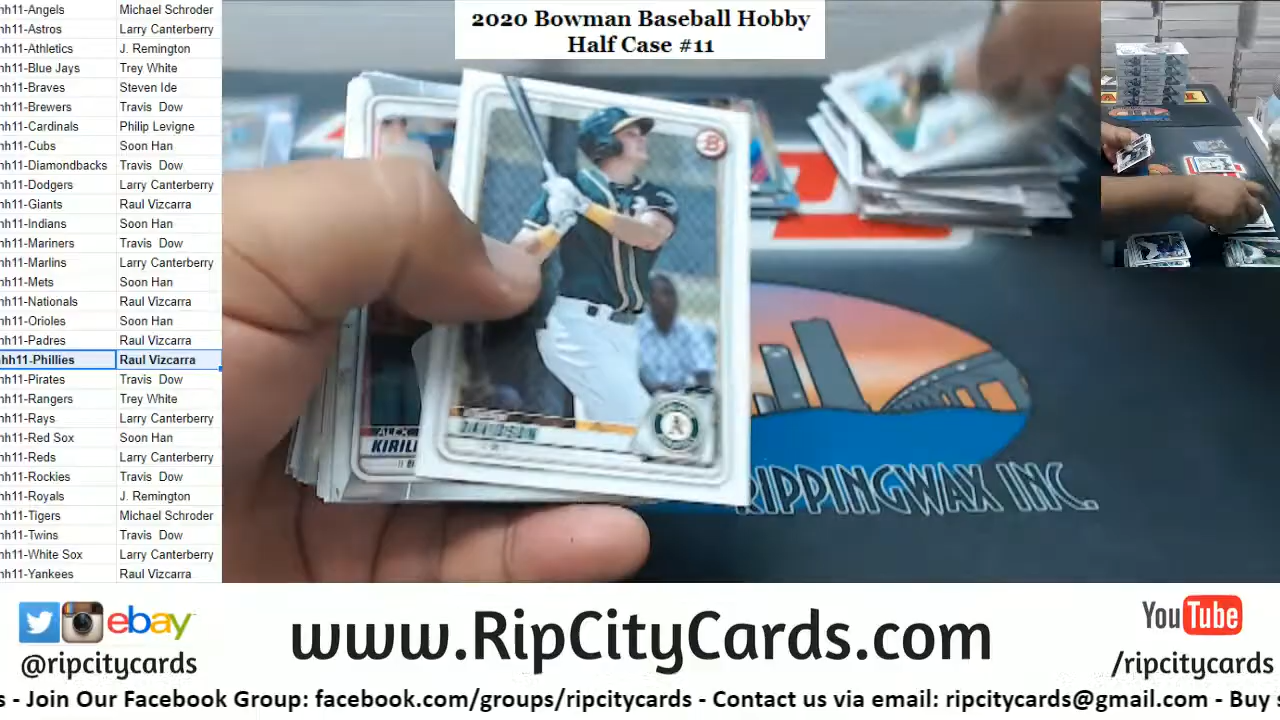 2020 Bowman Baseball Hobby
Half Case #11
hh11-Angels Michael Schroder
hh11-Astros Larry Canterberry
hh11-Athletics J. Remington
hh11-Blue Jays Trey White
hh11-Braves Steven Ide
hh11-Brewers Travis Dow
hh11-Cardinals Philip Levigne
hh11-Cubs Soon Han
hh11-Diamondbacks Travis Dow
hh11-Dodgers Larry Canterberry
hh11-Giants Raul Vizcarra
hh11-Indians Soon Han
hh11-Mariners Travis Dow
hh11-Marlins Larry Canterberry
hh11-Mets Soon Han
hh11-Nationals Raul Vizcarra
hh11-Orioles Soon Han
hh11-Padres Raul Vizcarra
hh11-Phillies Raul Vizcarra
hh11-Pirates Travis Dow
hh11-Rangers Trey White
hh11-Rays Larry Canterberry
hh11-Red Sox Soon Han
hh11-Reds Larry Canterberry
hh11-Rockies Travis Dow
hh11-Royals J. Remington
hh11-Tigers Michael Schroder
hh11-Twins Travis Dow
hh11-White Sox Larry Canterberry
hh11-Yankees Raul Vizcarra
DAVIDSON
ALEX
KIRILL
RIPPINGWAX INC.
ebay
@ripcitycards
www.RipCityCards.com
YouTube
/ripcitycards
s - Join Our Facebook Group: facebook.com/groups/ripcitycards - Contact us via email: ripcitycards@gmail.com - Buy s